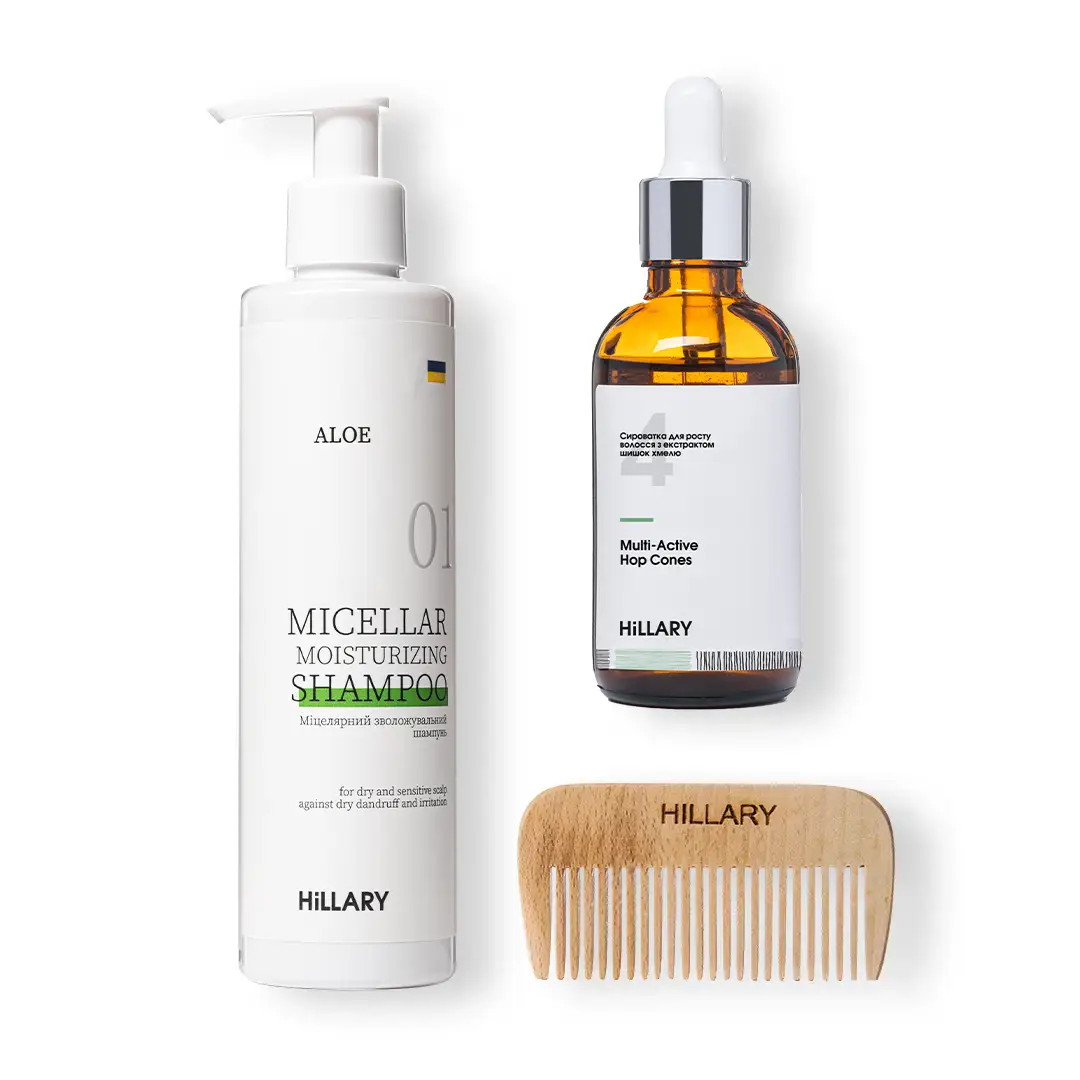 ALOE
01
MICELLAR
MOISTURIZING
SHAMPOO
Міцелярний зволожувальний
шампунь
for dry and sensitive scalp
against dry dandruff and irritation
HiLLARY
4
Сироватка для росту
волосся з екстрактом
шишок хмелю
Multi-Active
Hop Cones
HiLLARY
HILLARY